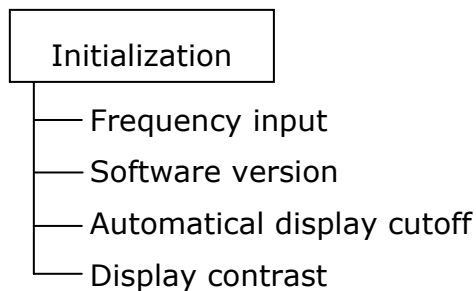 Initialization
Frequency input
Software version
Automatical display cutoff
Display contrast